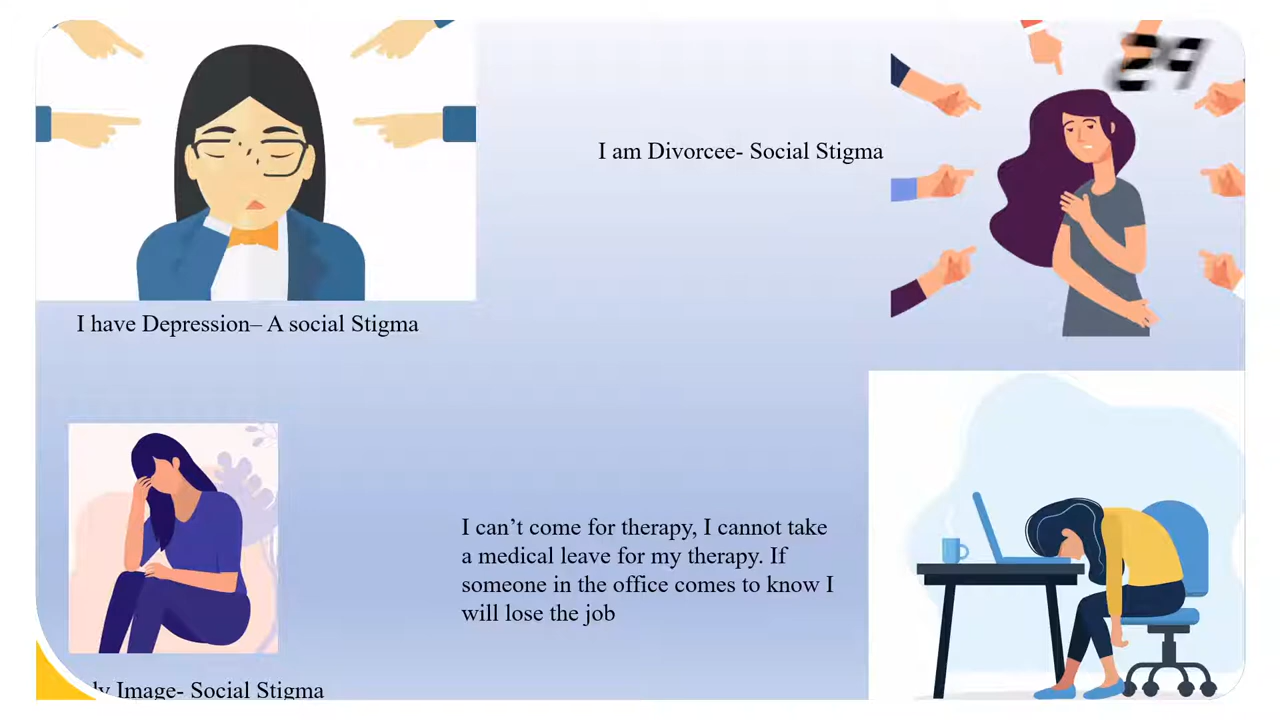 29
I am Divorcee- Social Stigma
I have Depression– A social Stigma
I can’t come for therapy, I cannot take
a medical leave for my therapy. If
someone in the office comes to know I
will lose the job
Image- Social Stigma